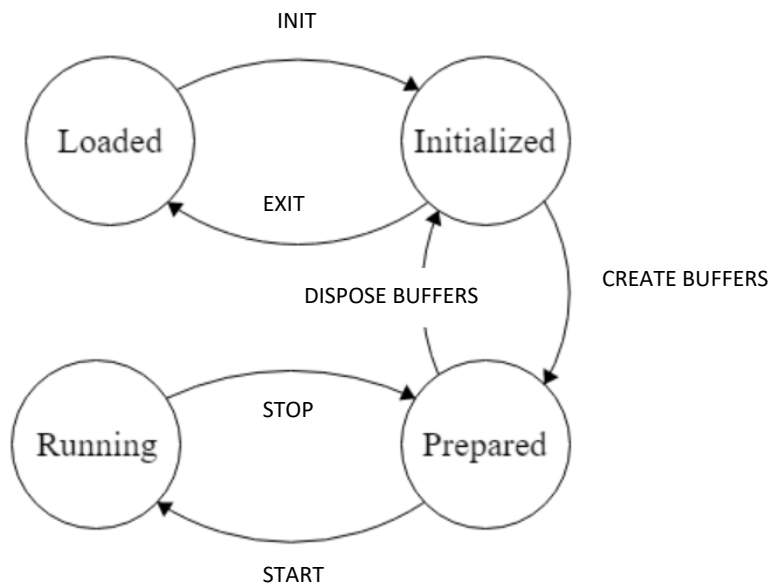 INIT
Loaded
Initialized
EXIT
CREATE BUFFERS
DISPOSE BUFFERS
STOP
Running
Prepared
START